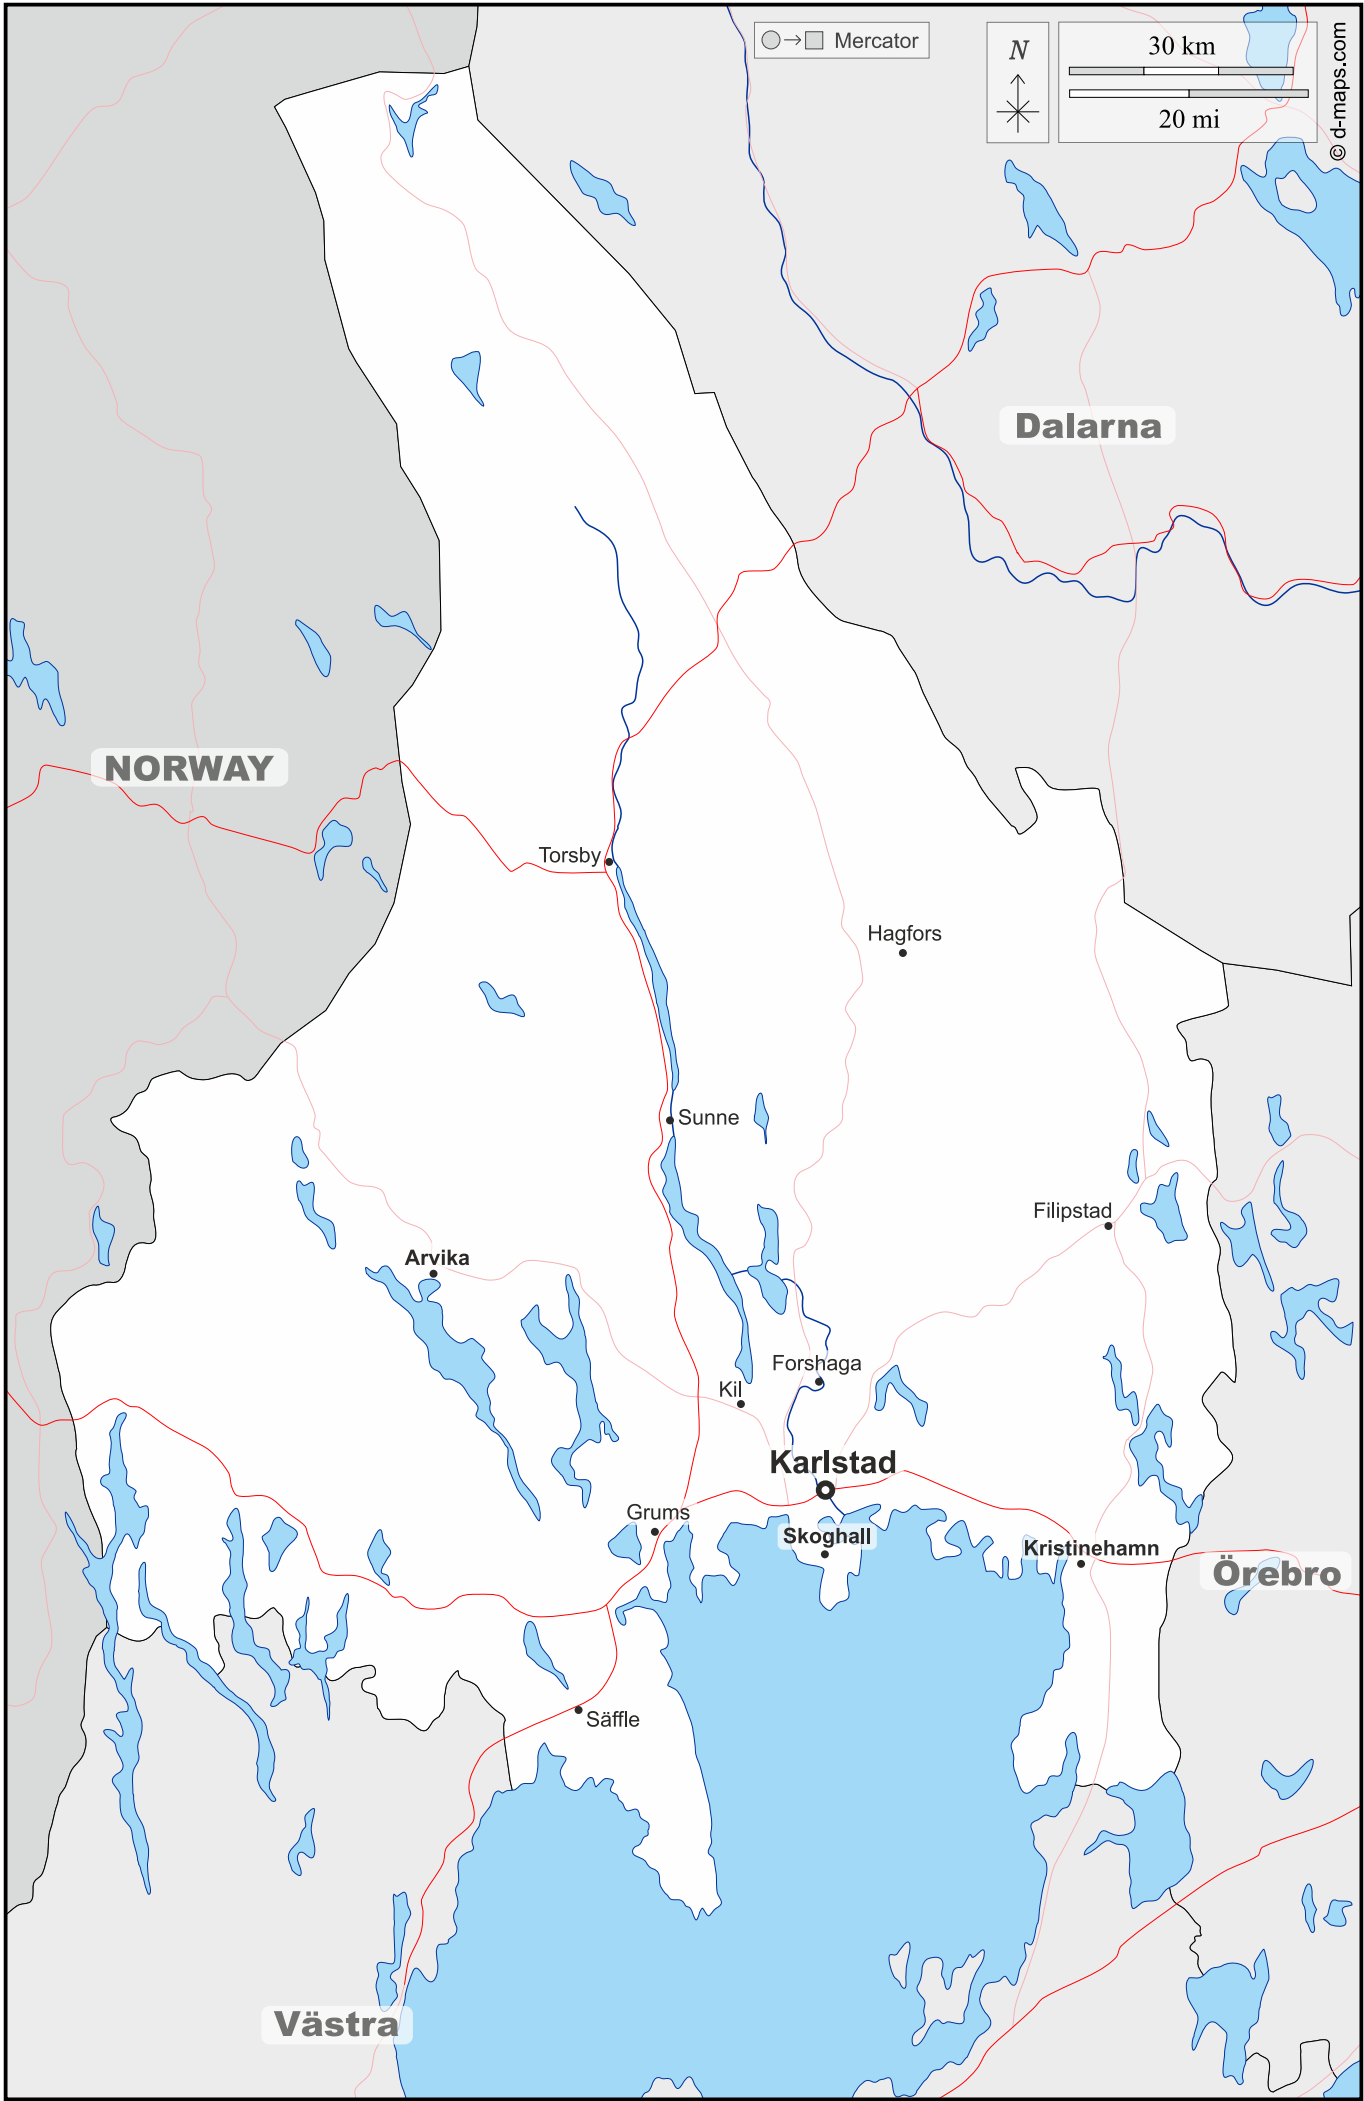 Mercator
N
30 km
20 mi
© d-maps.com
Dalarna
NORWAY
Torsby
Hagfors
Sunne
Filipstad
Arvika
Forshaga
Kil
Karlstad
Grums
Skoghall
Kristinehamn
Örebro
Säffle
Västra